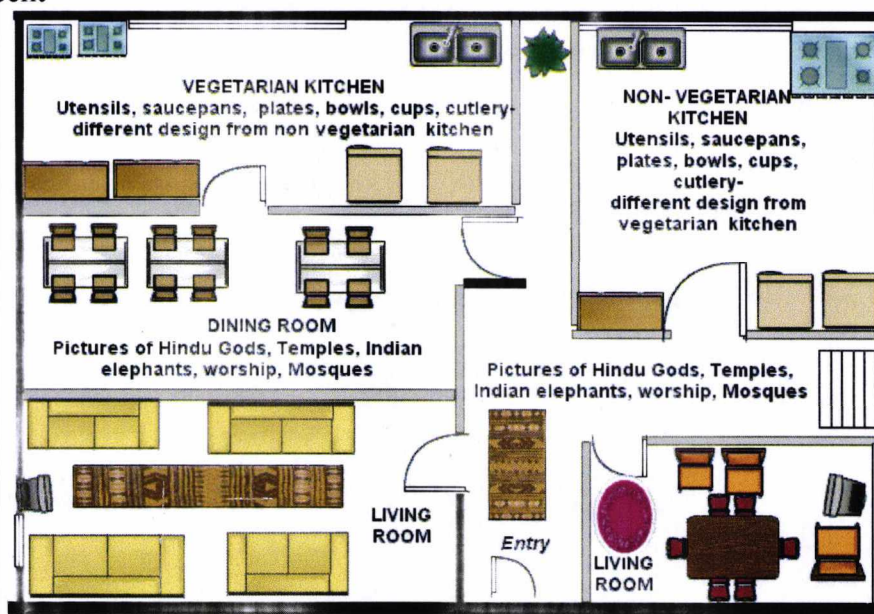 VEGETARIAN KITCHEN
Utensils, saucepans, plates, bowls, cups, cutlery-
different design from non vegetarian kitchen
NON- VEGETARIAN
KITCHEN
Utensils, saucepans,
plates, bowls, cups,
cutlery-
different design from
vegetarian kitchen
DINING ROOM
Pictures of Hindu Gods, Temples, Indian
elephants, worship, Mosques
Pictures of Hindu Gods, Temples,
Indian elephants, worship, Mosques
LIVING
ROOM
Entry
LIVING
ROOM